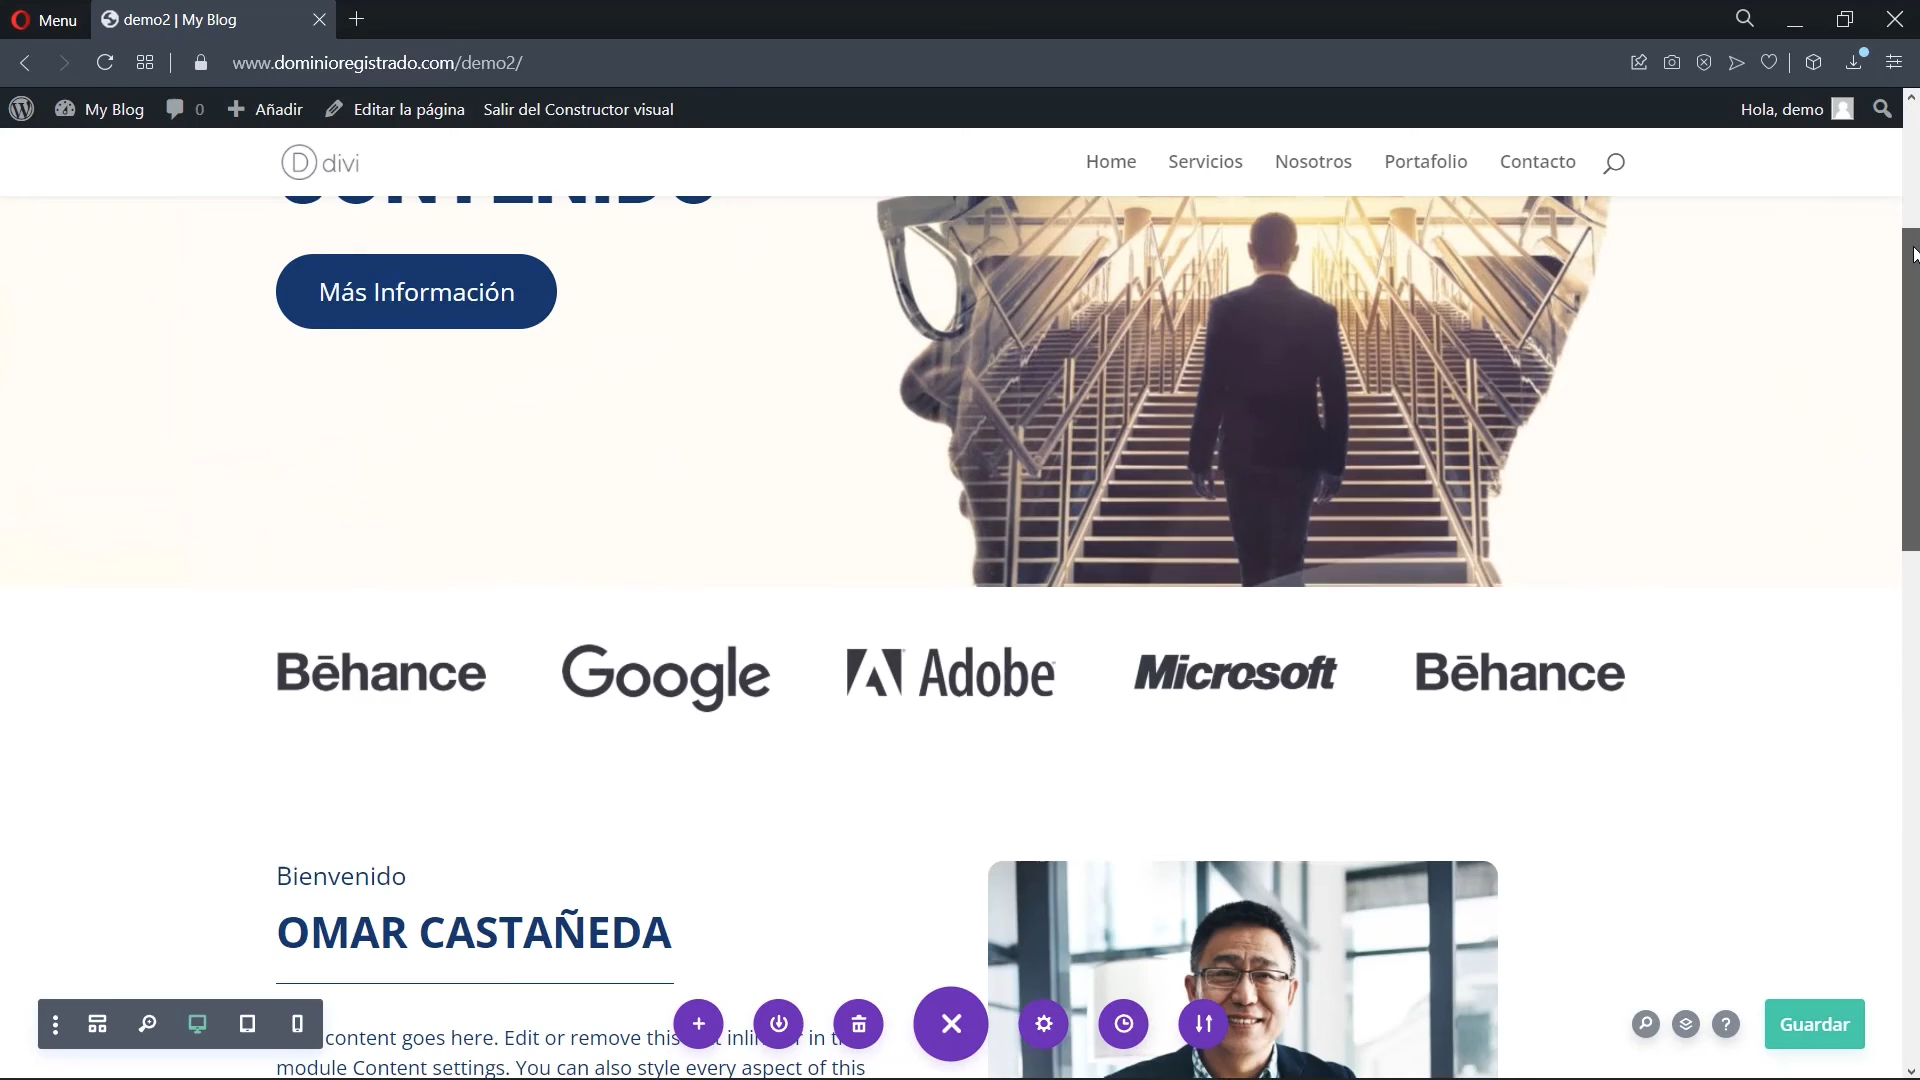 Menu
demo2 | My Blog
www.dominioregistrado.com/demo2/
My Blog
0
Añadir
Editar la página
Salir del Constructor visual
Hola, demo
D divi
Home
Servicios
Nosotros
Portafolio
Contacto
CONTENIDO
Más Información
Bēhance
Google
Adobe
Microsoft
Bēhance
Bienvenido
OMAR CASTAÑEDA
content goes here. Edit or remove this
module Content settings. You can also style every aspect of this
Guardar